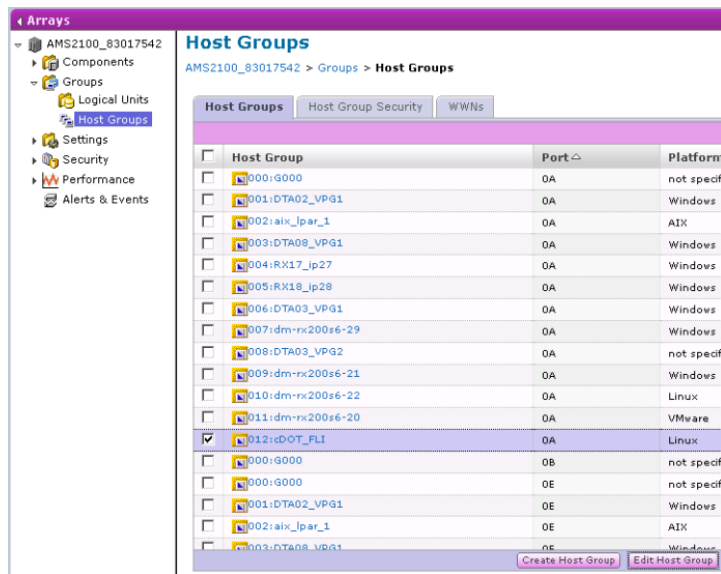 Arrays
AMS2100_83017542
Components
Groups
Logical Units
Host Groups
Settings
Security
Performance
Alerts & Events
Host Groups
AMS2100_83017542 > Groups > Host Groups
Host Groups Host Group Security WWNs
Host Group Port Platform
000:G000 0A not specif
001:DTA02_VPG1 0A Windows
002:aix_lpar_1 0A AIX
003:DTA08_VPG1 0A Windows
004:RX17_ip27 0A Windows
005:RX18_ip28 0A Windows
006:DTA03_VPG1 0A Windows
007:dm-rx200s6-29 0A Windows
008:DTA03_VPG2 0A not specif
009:dm-rx200s6-21 0A Windows
010:dm-rx200s6-22 0A Linux
011:dm-rx200s6-20 0A VMware
012:cDOT_FLI 0A Linux
000:G000 0B not specif
000:G000 0E not specif
001:DTA02_VPG1 0E Windows
002:aix_lpar_1 0E AIX
003:DTA08_VPG1 0E Windows
Create Host Group Edit Host Group